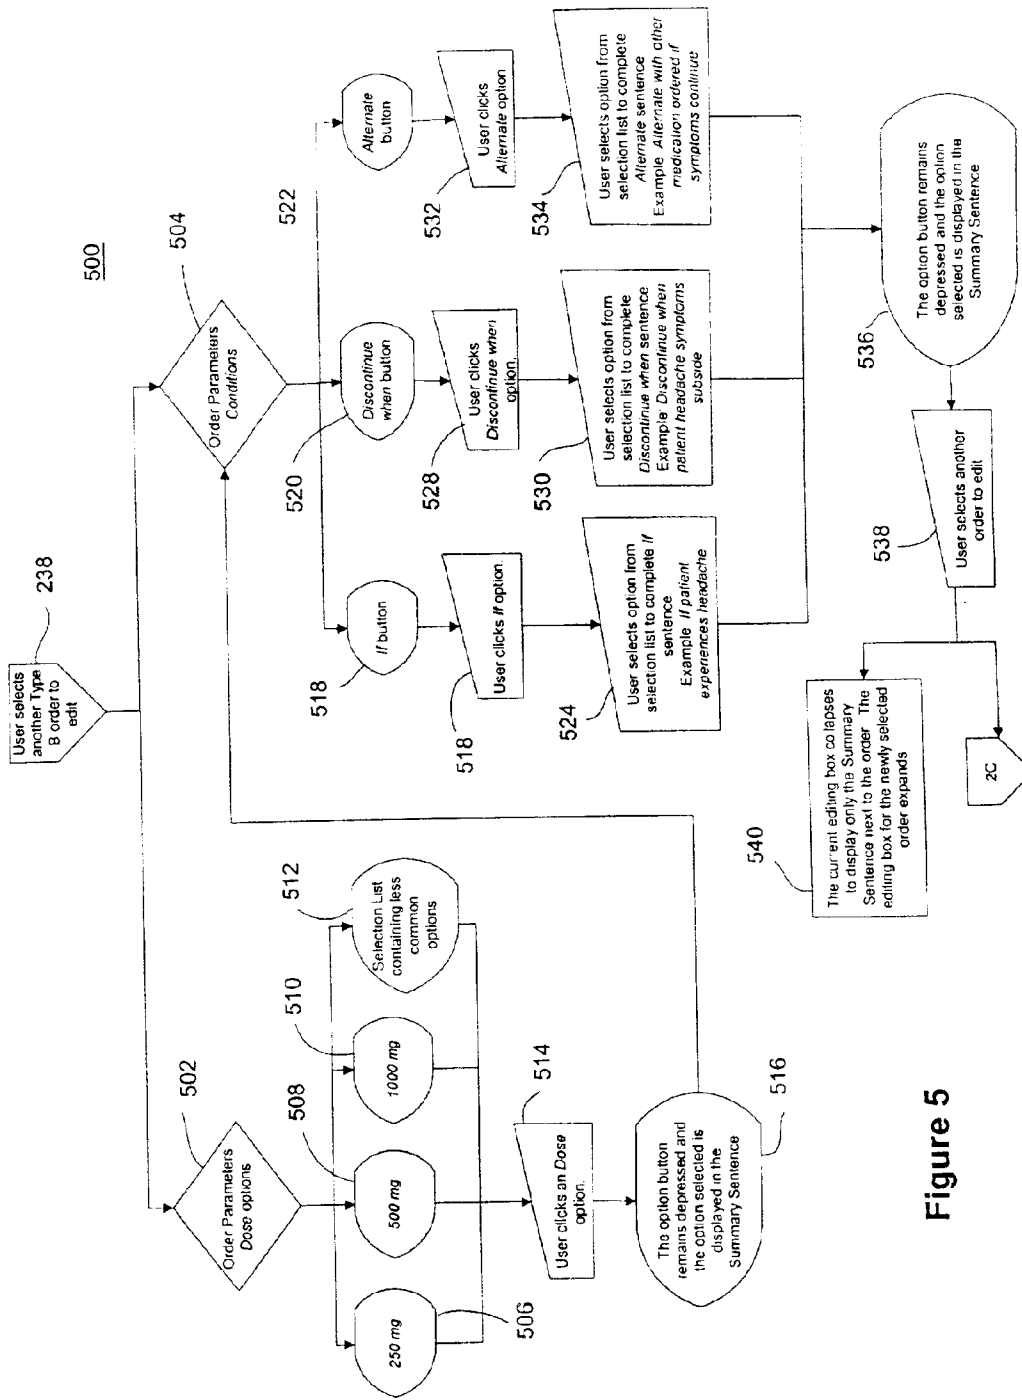 500
User selects
another Type
B order to
edit
238
Order Parameters
Dose options
502
Order Parameters
Conditions
504
250 mg
506
500 mg
508
1000 mg
510
Selection List
containing less
common
options
512
User clicks an Dose
option.
514
The option button
remains depressed and
the option selected is
displayed in the
Summary Sentence
516
If button
518
Discontinue
when button
520
Alternate
button
522
User clicks If option.
518
User clicks
Discontinue when
option.
528
User clicks
Alternate option
532
User selects option from
selection list to complete If
sentence
Example If patient
experiences headache
524
User selects option from
selection list to complete
Discontinue when sentence
Example Discontinue when
patient headache symptoms
subside
530
User selects option from
selection list to complete
Alternate sentence
Example Alternate with other
medication ordered if
symptoms continue
534
The option button remains
depressed and the option
selected is displayed in the
Summary Sentence
536
User selects another
order to edit
538
The current editing box collapses
to display only the Summary
Sentence next to the order The
editing box for the newly selected
order expands
540
2C
Figure 5